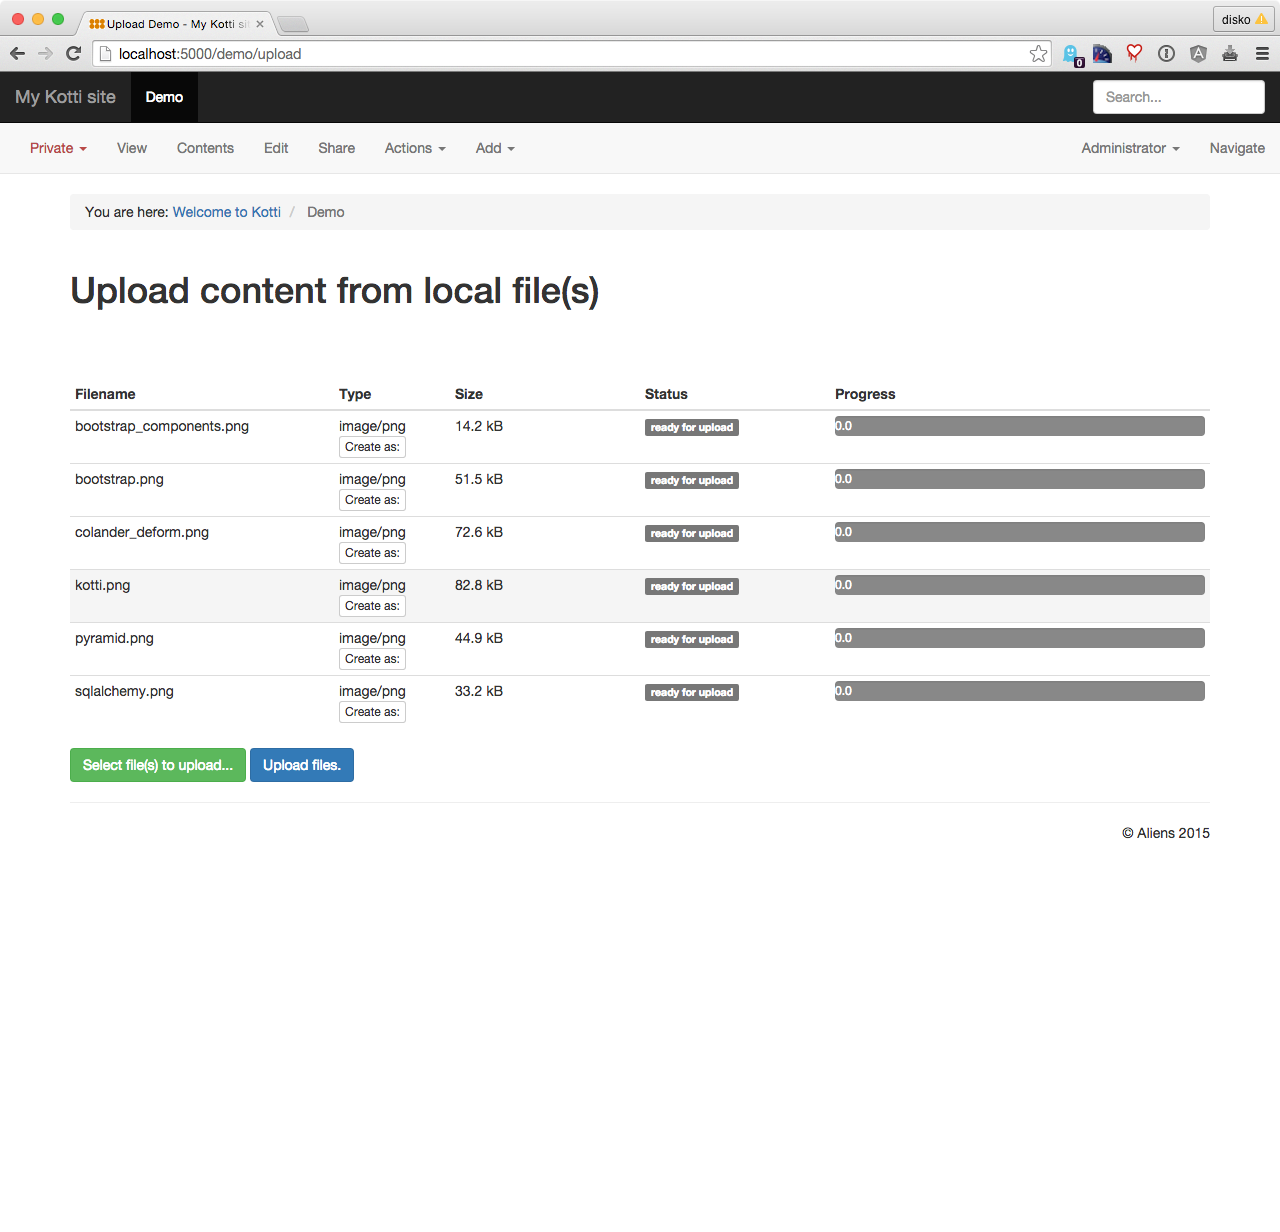 Upload Demo - My Kotti si
disko
localhost:5000/demo/upload
0
My Kotti site Demo Search...
Private View Contents Edit Share Actions Add Administrator Navigate
You are here: Welcome to Kotti / Demo
Upload content from local file(s)
Filename Type Size Status Progress
bootstrap_components.png image/png 14.2 kB ready for upload 0.0
Create as:
bootstrap.png image/png 51.5 kB ready for upload 0.0
Create as:
colander_deform.png image/png 72.6 kB ready for upload 0.0
Create as:
kotti.png image/png 82.8 kB ready for upload 0.0
Create as:
pyramid.png image/png 44.9 kB ready for upload 0.0
Create as:
sqlalchemy.png image/png 33.2 kB ready for upload 0.0
Create as:
Select file(s) to upload... Upload files.
© Aliens 2015